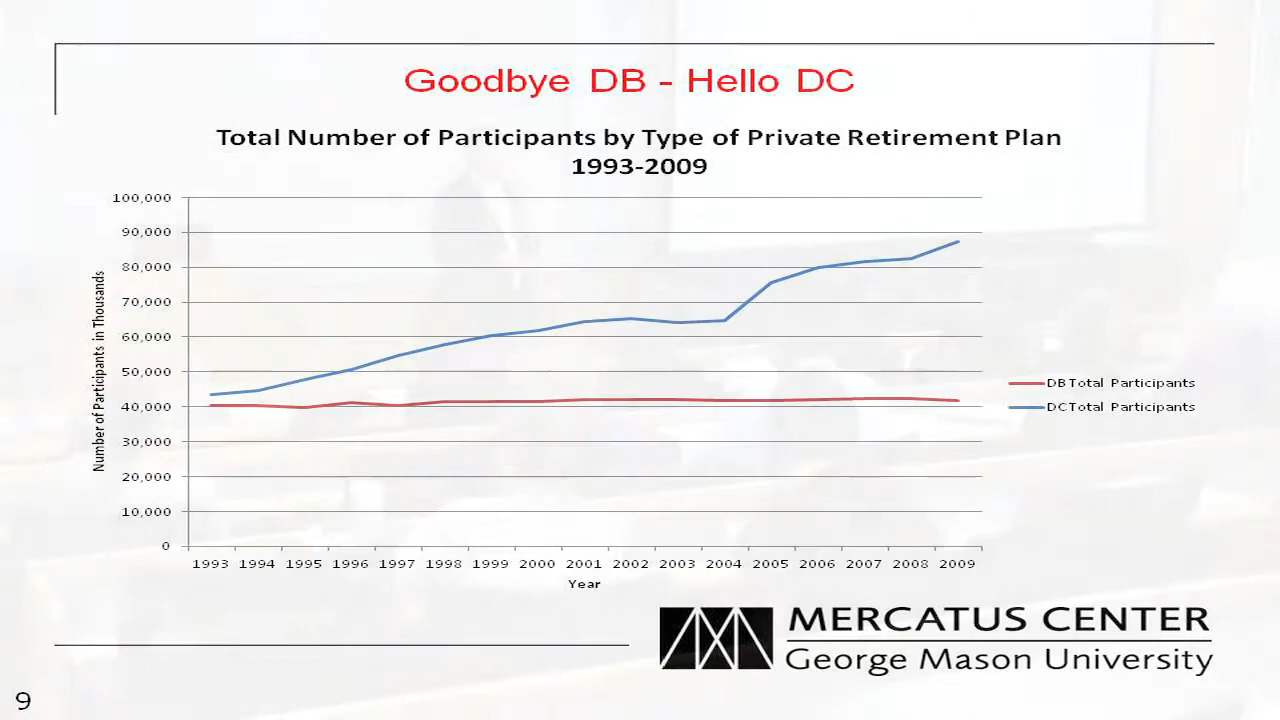 Goodbye DB - Hello DC
Total Number of Participants by Type of Private Retirement Plan
1993-2009
Number of Participants in Thousands
100,000
90,000
80,000
70,000
60,000
50,000
40,000
30,000
20,000
10,000
0
1993 1994 1995 1996 1997 1998 1999 2000 2001 2002 2003 2004 2005 2006 2007 2008 2009
Year
DB Total Participants
DC Total Participants
MERCATUS CENTER
George Mason University
9